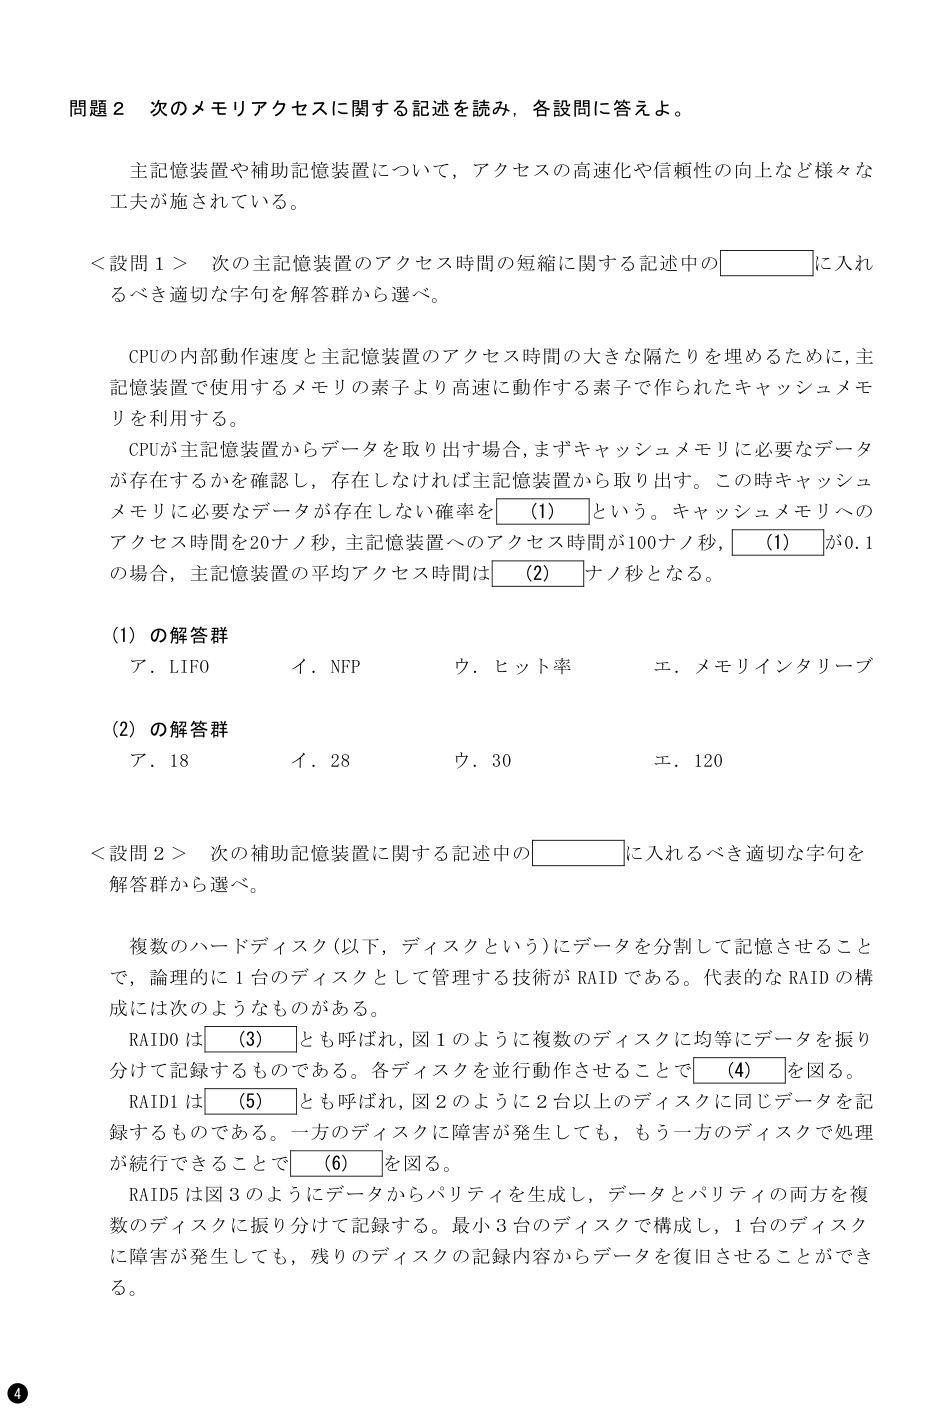 問題２　次のメモリアクセスに関する記述を読み，各設問に答えよ。
主記憶装置や補助記憶装置について，アクセスの高速化や信頼性の向上など様々な
工夫が施されている。
＜設問１＞　次の主記憶装置のアクセス時間の短縮に関する記述中の　　　　に入れ
るべき適切な字句を解答群から選べ。
CPUの内部動作速度と主記憶装置のアクセス時間の大きな隔たりを埋めるために，主
記憶装置で使用するメモリの素子より高速に動作する素子で作られたキャッシュメモ
リを利用する。
CPUが主記憶装置からデータを取り出す場合，まずキャッシュメモリに必要なデータ
が存在するかを確認し，存在しなければ主記憶装置から取り出す。この時キャッシュ
メモリに必要なデータが存在しない確率を　(1)　という。キャッシュメモリへの
アクセス時間を20ナノ秒，主記憶装置へのアクセス時間が100ナノ秒，　(1)　が0.1
の場合，主記憶装置の平均アクセス時間は　(2)　ナノ秒となる。
(1) の解答群
ア．LIFO　　イ．NFP　　ウ．ヒット率　　エ．メモリインタリーブ
(2) の解答群
ア．18　　イ．28　　ウ．30　　エ．120
＜設問２＞　次の補助記憶装置に関する記述中の　　　　に入れるべき適切な字句を
解答群から選べ。
複数のハードディスク(以下，ディスクという)にデータを分割して記憶させること
で，論理的に１台のディスクとして管理する技術が RAID である。代表的な RAID の構
成には次のようなものがある。
RAID0 は　(3)　とも呼ばれ，図１のように複数のディスクに均等にデータを振り
分けて記録するものである。各ディスクを並行動作させることで　(4)　を図る。
RAID1 は　(5)　とも呼ばれ，図２のように２台以上のディスクに同じデータを記
録するものである。一方のディスクに障害が発生しても，もう一方のディスクで処理
が続行できることで　(6)　を図る。
RAID5 は図３のようにデータからパリティを生成し，データとパリティの両方を複
数のディスクに振り分けて記録する。最小３台のディスクで構成し，１台のディスク
に障害が発生しても，残りのディスクの記録内容からデータを復旧させることができ
る。
4